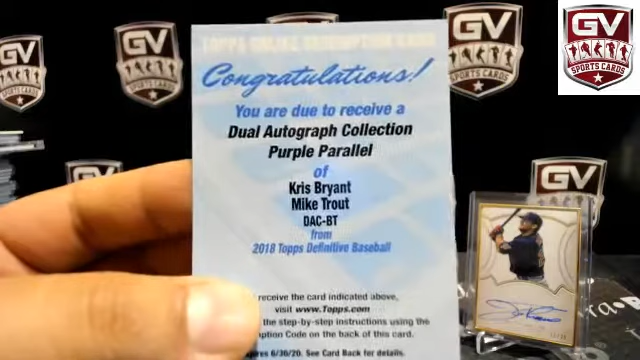 GV
SPORTS CARDS
Congratulations!
You are due to receive a
Dual Autograph Collection
Purple Parallel
of
Kris Bryant
Mike Trout
DAC-BT
from
2018 Topps Definitive Baseball
receive the card indicated above,
visit www.Topps.com
the step-by-step instructions using the
ption Code on the back of this card.
pires 6/30/20. See Card Back for details.